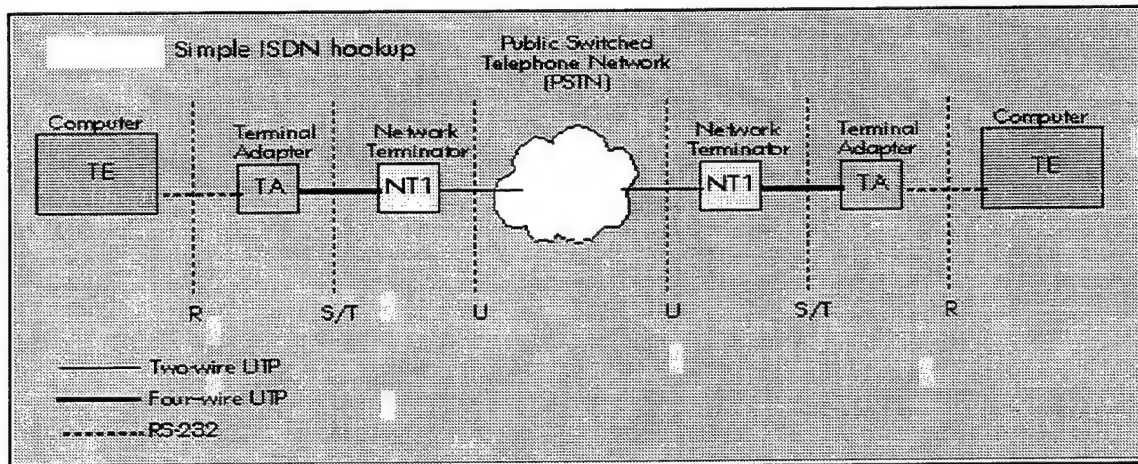 Simple ISDN hookup
Public Switched
Telephone Network
(PSTN)
Computer
TE
Terminal
Adapter
TA
Network
Terminator
NT1
Network
Terminator
NT1
Terminal
Adapter
TA
Computer
TE
R
S/T
U
U
S/T
R
Two-wire UTP
Four-wire UTP
RS-232